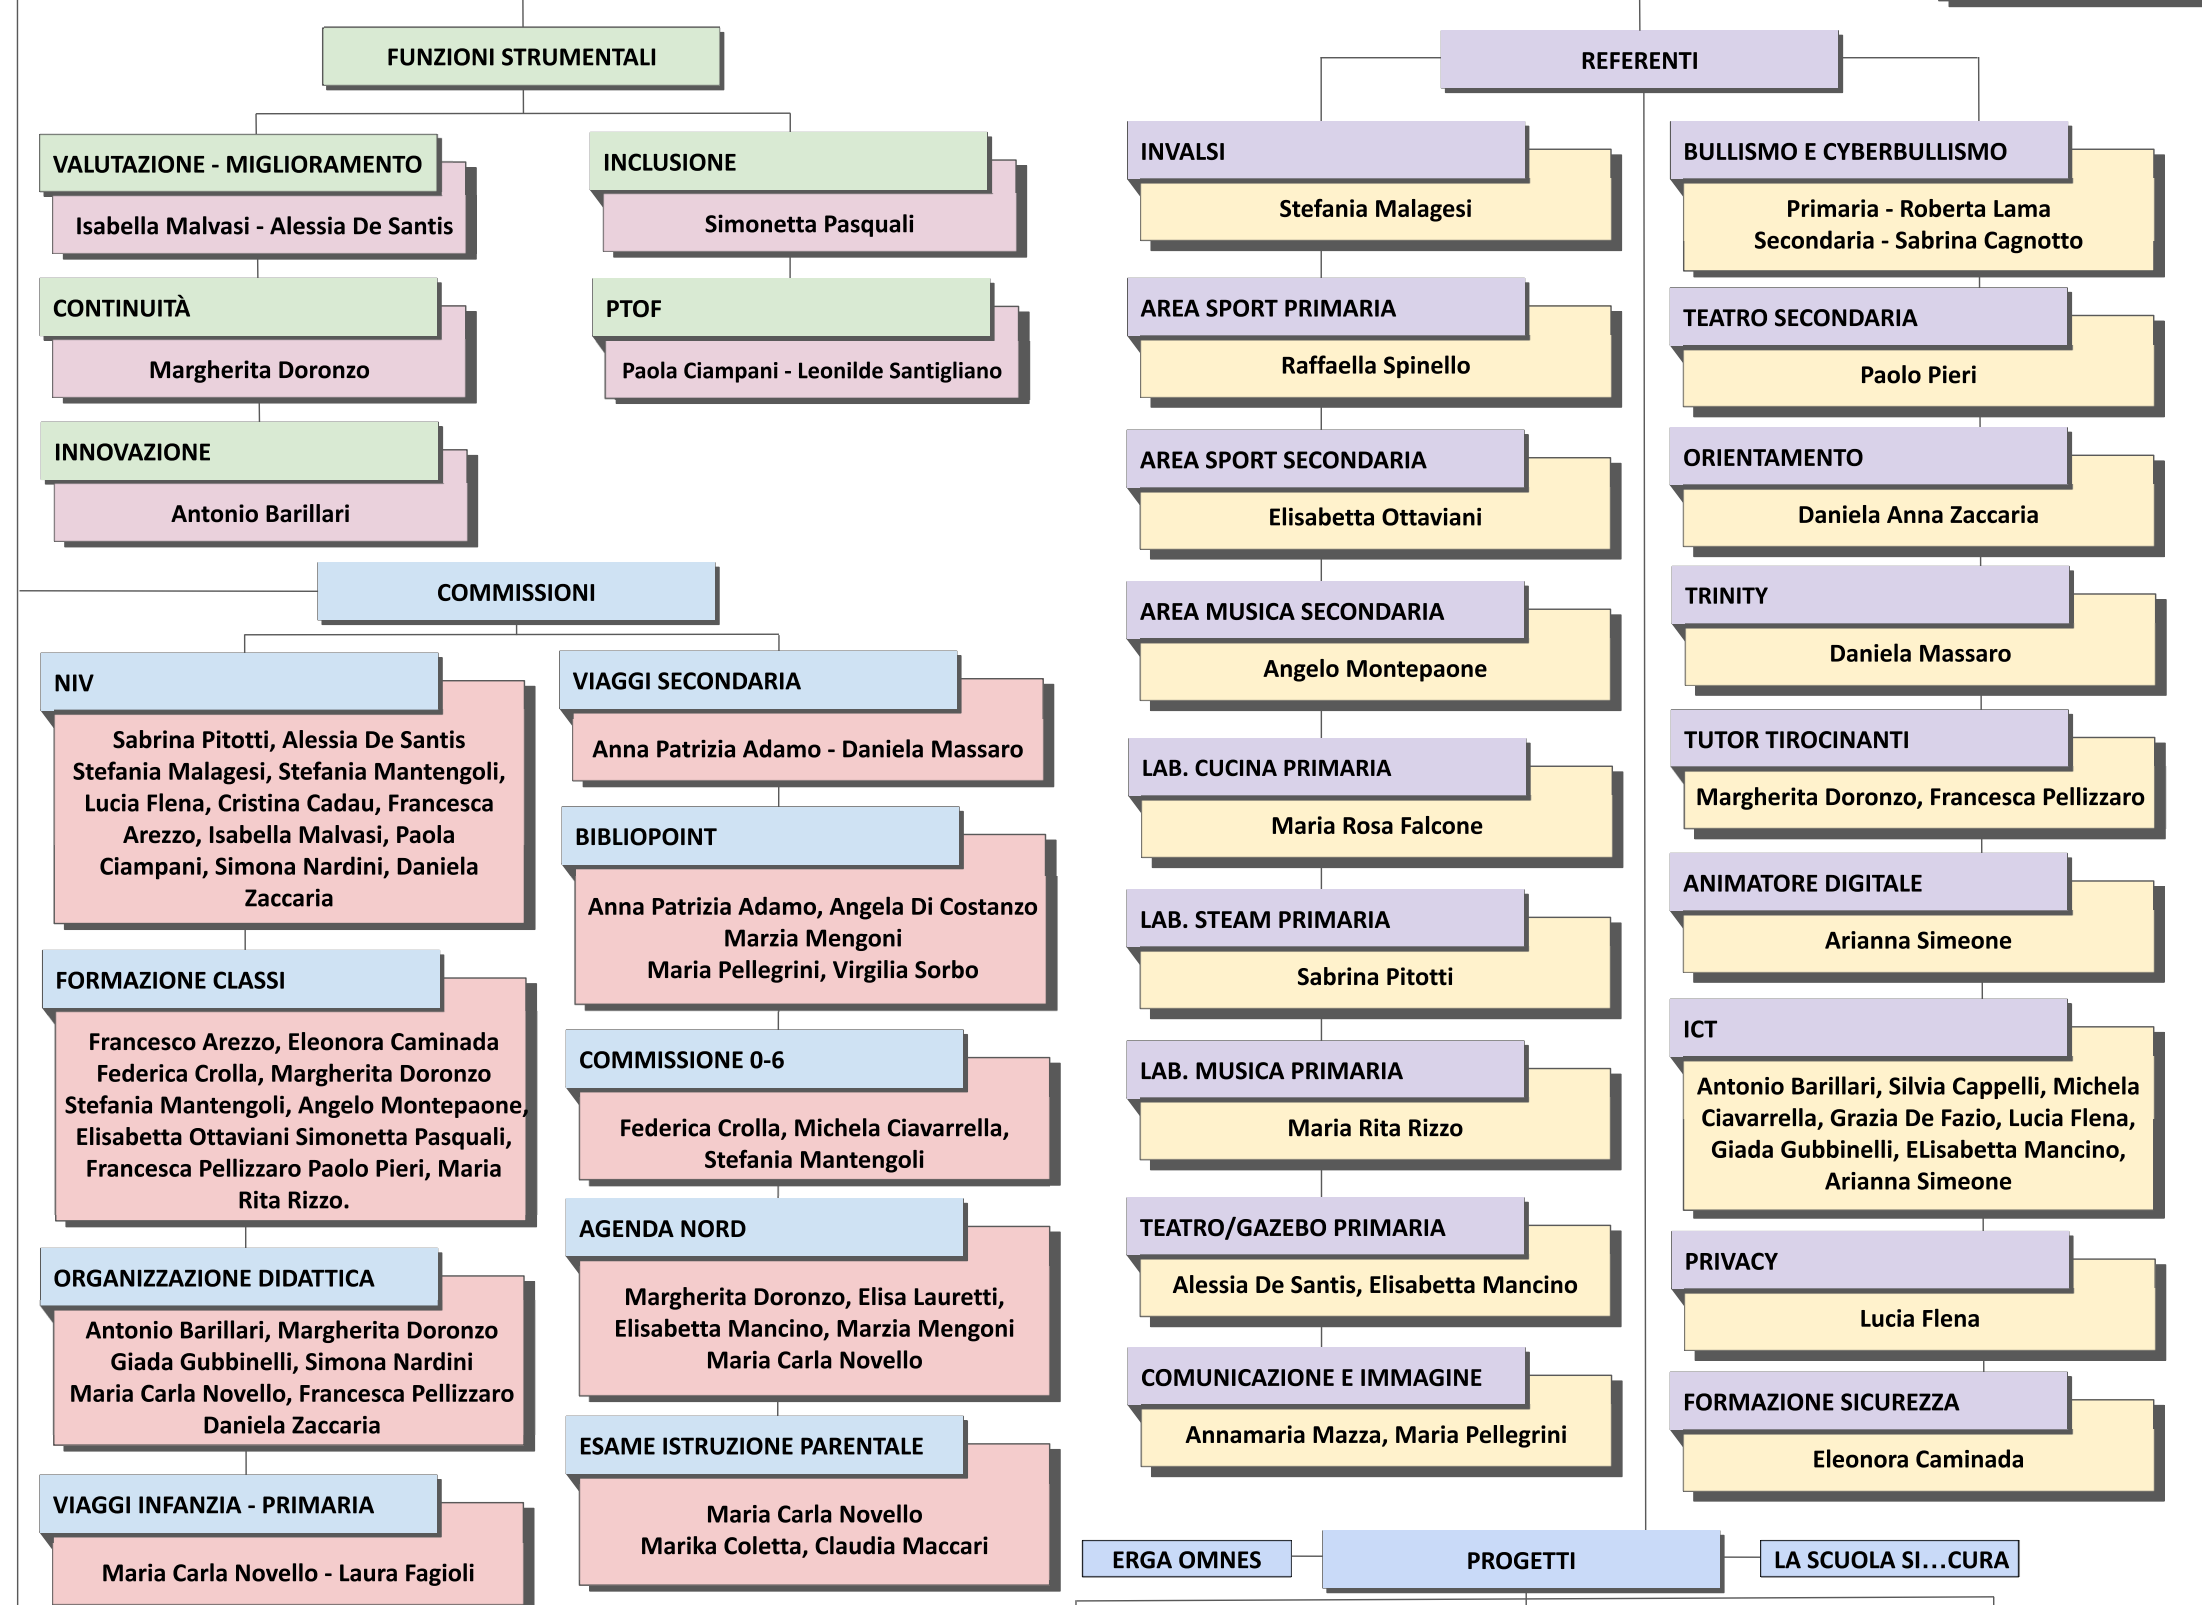 FUNZIONI STRUMENTALI
VALUTAZIONE - MIGLIORAMENTO
Isabella Malvasi - Alessia De Santis
CONTINUITÀ
Margherita Doronzo
INNOVAZIONE
Antonio Barillari
INCLUSIONE
Simonetta Pasquali
PTOF
Paola Ciampani - Leonilde Santigliano
COMMISSIONI
NIV
Sabrina Pitotti, Alessia De Santis
Stefania Malagesi, Stefania Mantengoli,
Lucia Flena, Cristina Cadau, Francesca
Arezzo, Isabella Malvasi, Paola
Ciampani, Simona Nardini, Daniela
Zaccaria
FORMAZIONE CLASSI
Francesco Arezzo, Eleonora Caminada
Federica Crolla, Margherita Doronzo
Stefania Mantengoli, Angelo Montepaone,
Elisabetta Ottaviani Simonetta Pasquali,
Francesca Pellizzaro Paolo Pieri, Maria
Rita Rizzo.
ORGANIZZAZIONE DIDATTICA
Antonio Barillari, Margherita Doronzo
Giada Gubbinelli, Simona Nardini
Maria Carla Novello, Francesca Pellizzaro
Daniela Zaccaria
VIAGGI INFANZIA - PRIMARIA
Maria Carla Novello - Laura Fagioli
VIAGGI SECONDARIA
Anna Patrizia Adamo - Daniela Massaro
BIBLIOPOINT
Anna Patrizia Adamo, Angela Di Costanzo
Marzia Mengoni
Maria Pellegrini, Virgilia Sorbo
COMMISSIONE 0-6
Federica Crolla, Michela Ciavarrella,
Stefania Mantengoli
AGENDA NORD
Margherita Doronzo, Elisa Lauretti,
Elisabetta Mancino, Marzia Mengoni
Maria Carla Novello
ESAME ISTRUZIONE PARENTALE
Maria Carla Novello
Marika Coletta, Claudia Maccari
REFERENTI
INVALSI
Stefania Malagesi
AREA SPORT PRIMARIA
Raffaella Spinello
AREA SPORT SECONDARIA
Elisabetta Ottaviani
AREA MUSICA SECONDARIA
Angelo Montepaone
LAB. CUCINA PRIMARIA
Maria Rosa Falcone
LAB. STEAM PRIMARIA
Sabrina Pitotti
LAB. MUSICA PRIMARIA
Maria Rita Rizzo
TEATRO/GAZEBO PRIMARIA
Alessia De Santis, Elisabetta Mancino
COMUNICAZIONE E IMMAGINE
Annamaria Mazza, Maria Pellegrini
BULLISMO E CYBERBULLISMO
Primaria - Roberta Lama
Secondaria - Sabrina Cagnotto
TEATRO SECONDARIA
Paolo Pieri
ORIENTAMENTO
Daniela Anna Zaccaria
TRINITY
Daniela Massaro
TUTOR TIROCINANTI
Margherita Doronzo, Francesca Pellizzaro
ANIMATORE DIGITALE
Arianna Simeone
ICT
Antonio Barillari, Silvia Cappelli, Michela
Ciavarrella, Grazia De Fazio, Lucia Flena,
Giada Gubbinelli, ELisabetta Mancino,
Arianna Simeone
PRIVACY
Lucia Flena
FORMAZIONE SICUREZZA
Eleonora Caminada
ERGA OMNES
PROGETTI
LA SCUOLA SI...CURA